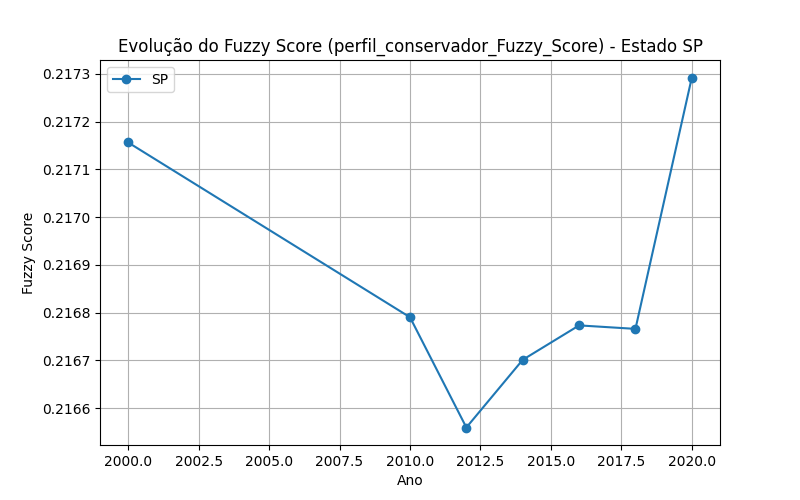 Evolução do Fuzzy Score (perfil_conservador_Fuzzy_Score) - Estado SP
SP
0.2173
0.2172
0.2171
0.2170
0.2169
0.2168
0.2167
0.2166
Fuzzy Score
2000.0 2002.5 2005.0 2007.5 2010.0 2012.5 2015.0 2017.5 2020.0
Ano